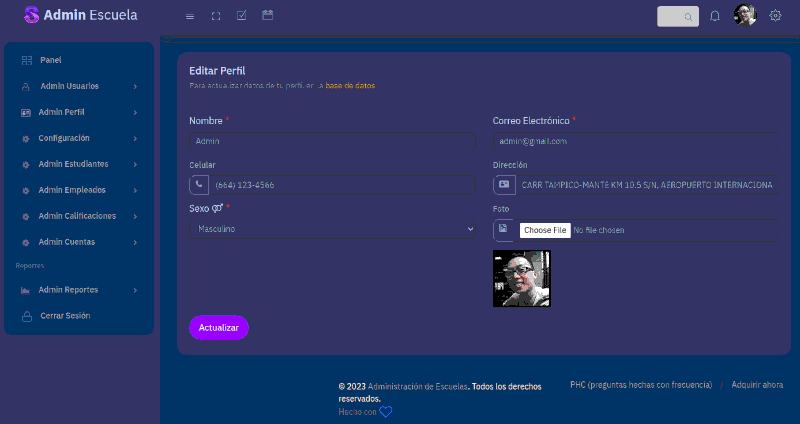 Admin Escuela
Panel
Admin Usuarios
Admin Perfil
Configuración
Admin Estudiantes
Admin Empleados
Admin Calificaciones
Admin Cuentas
Reportes
Admin Reportes
Cerrar Sesión
Editar Perfil
Para actualizar datos de tu perfil en la base de datos
Nombre *
Admin
Correo Electrónico *
admin@gmail.com
Celular
(664) 123-4566
Dirección
CARR TAMPICO-MANTE KM 10.5 S/N, AEROPUERTO INTERNACIONA
Sexo *
Masculino
Foto
Choose File No file chosen
Actualizar
© 2023 Administración de Escuelas. Todos los derechos
reservados.
Hecho con
PHC (preguntas hechas con frecuencia) / Adquirir ahora